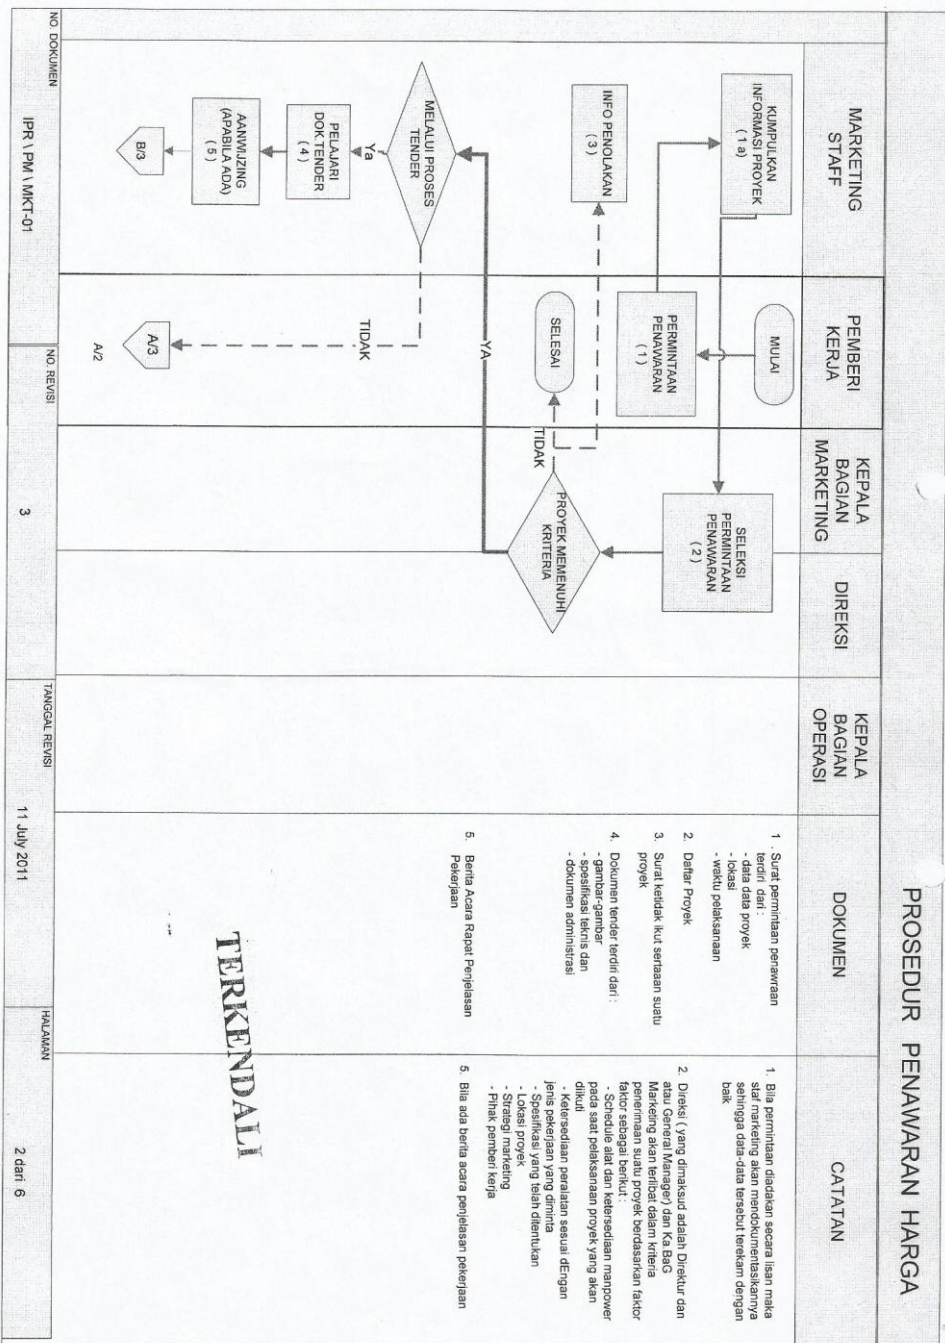 PROSEDUR PENAWARAN HARGA
MARKETING
STAFF
PEMBERI
KERJA
KEPALA
BAGIAN
MARKETING
DIREKSI
KEPALA
BAGIAN
OPERASI
DOKUMEN
CATATAN
MULAI
PERMINTAAN
PENAWARAN
( 1 )
KUMPULKAN
INFORMASI PROYEK
( 1a)
SELEKSI
PERMINTAAN
PENAWARAN
( 2 )
PROYEK MEMENUHI
KRITERIA
TIDAK
SELESAI
INFO PENOLAKAN
( 3 )
YA
MELALUI PROSES
TENDER
Ya
TIDAK
PELAJARI
DOK TENDER
( 4 )
AANWIJZING
(APABILA ADA)
( 5 )
B/3
A/3
A/2
1 . Surat permintaan penawraan
terdiri dari :
- data data proyek
- lokasi
- waktu pelaksanaan
2. Daftar Proyek
3. Surat ketidak ikut sertaaan suatu
proyek
4. Dokumen tender terdiri dari :
- gambar-gambar
- spesifikasi teknis dan
- dokumen administrasi
5. Berita Acara Rapat Penjelasan
Pekerjaan
1. Bila permintaan diadakan secara lisan maka
staf marketing akan mendokumentasikannya
sehingga data-data tersebut terekam dengan
baik
2. Direksi ( yang dimaksud adalah Direktur dan
atau General Manager) dan Ka.BaG
Marketing akan terlibat dalam kriteria
penerimaan suatu proyek berdasarkan faktor
faktor sebagai berikut :
- Schedule alat dan ketersediaan manpower
pada saat pelaksanaan proyek yang akan
diikuti
- Ketersediaan peralatan sesuai dEngan
jenis pekerjaan yang diminta
- Spesifikasi yang telah ditentukan
- Lokasi proyek
- Strategi marketing
- Pihak pemberi kerja
5. Bila ada berita acara penjelasan pekerjaan
TERKENDALI
NO. DOKUMEN
IPR \ PM \ MKT-01
NO. REVISI
3
TANGGAL REVISI
11 July 2011
HALAMAN
2 dari 6